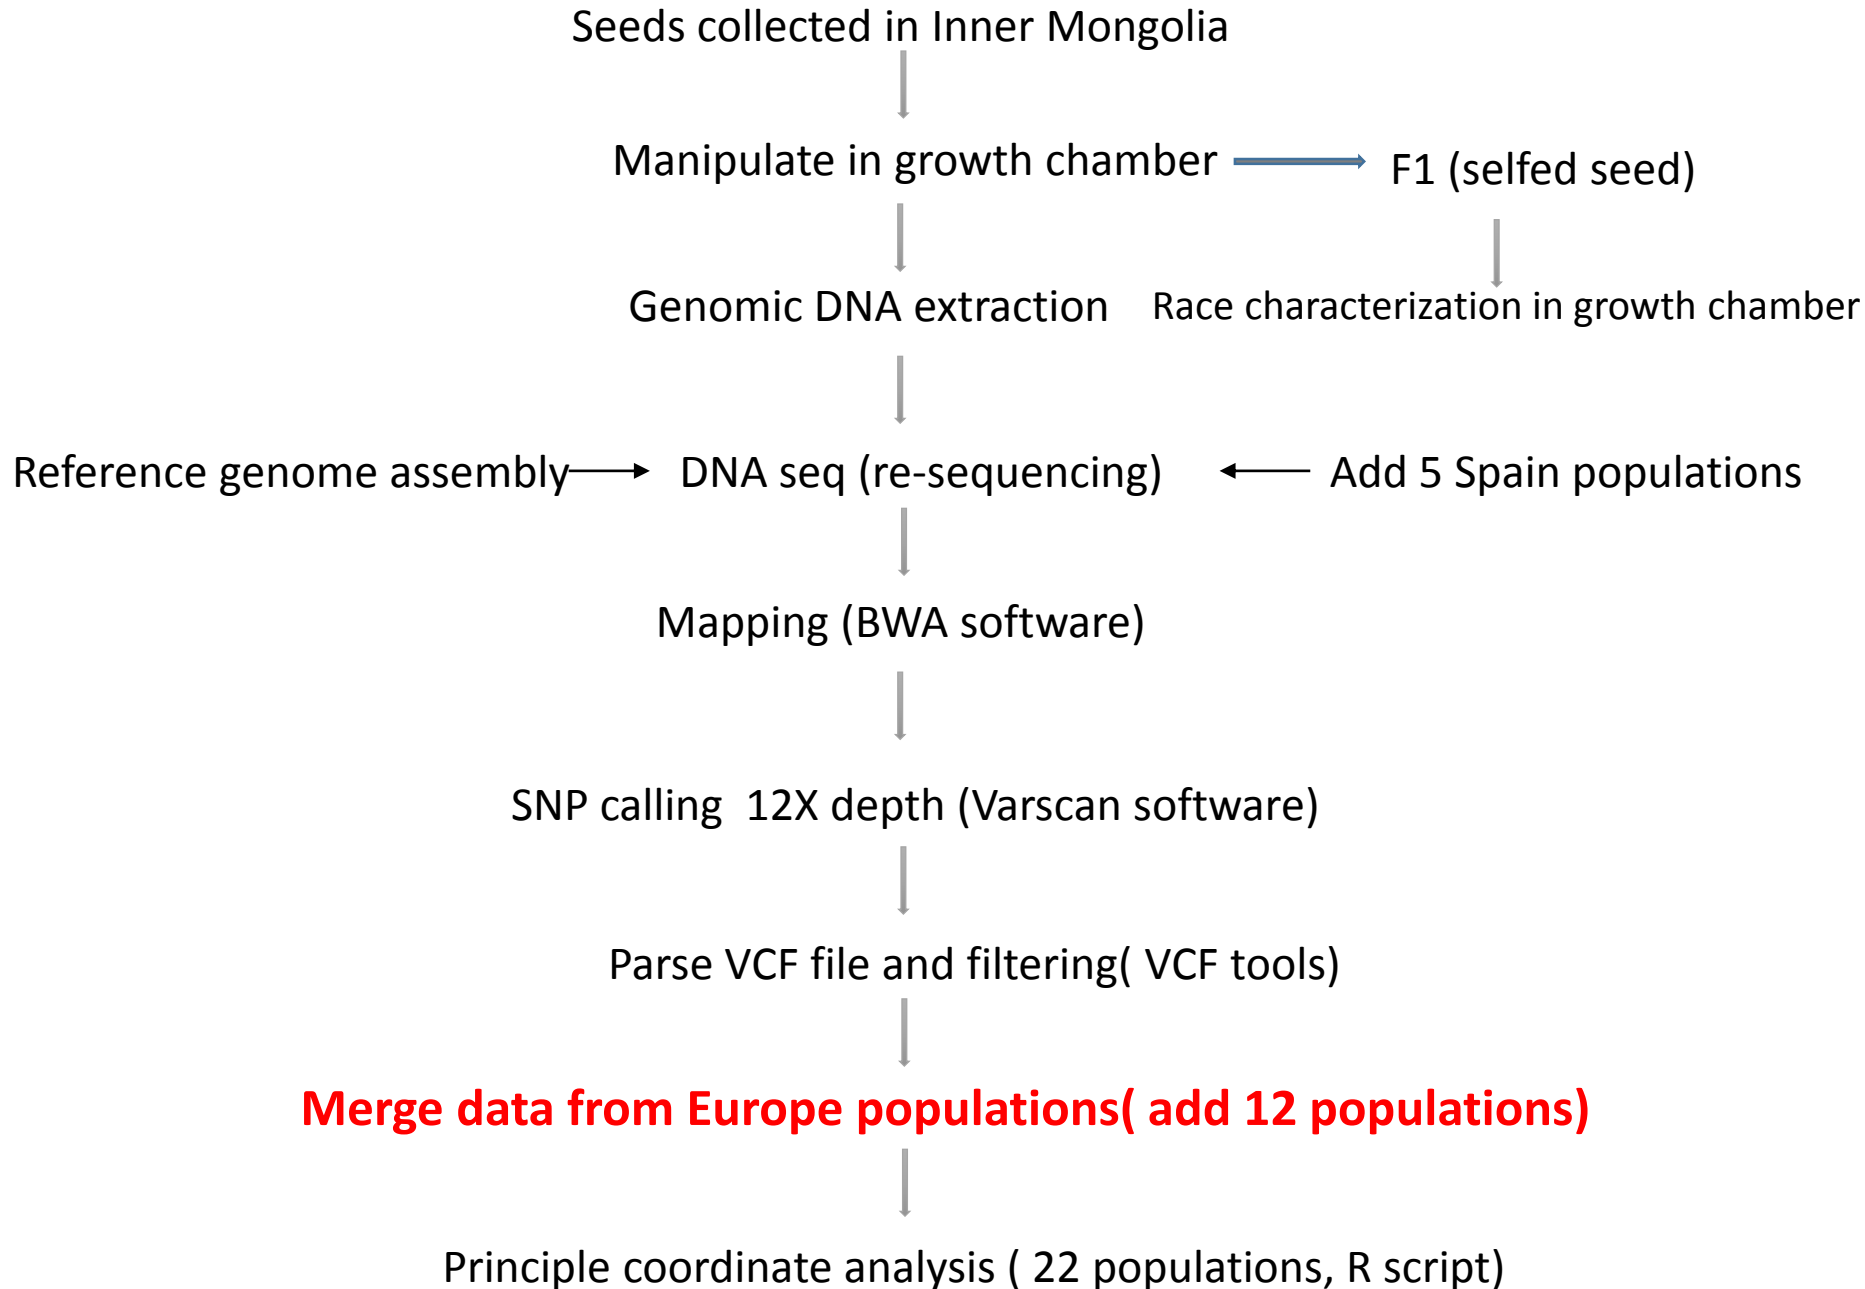 Seeds collected in Inner Mongolia
Manipulate in growth chamber
F1 (selfed seed)
Genomic DNA extraction
Race characterization in growth chamber
Reference genome assembly
DNA seq (re-sequencing)
Add 5 Spain populations
Mapping (BWA software)
SNP calling  12X depth (Varscan software)
Parse VCF file and filtering( VCF tools)
Merge data from Europe populations( add 12 populations)
Principle coordinate analysis ( 22 populations, R script)